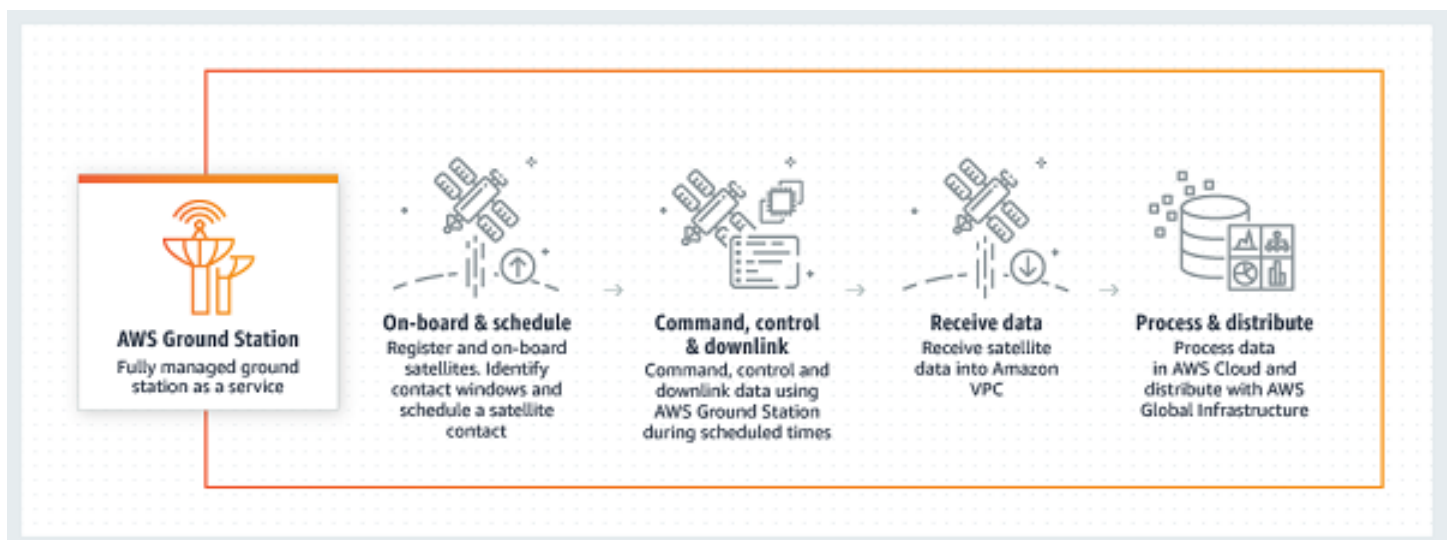 AWS Ground Station
Fully managed ground
station as a service
On-board & schedule
Register and on-board
satellites. Identify
contact windows and
schedule a satellite
contact
Command, control
& downlink
Command, control and
downlink data using
AWS Ground Station
during scheduled times
Receive data
Receive satellite
data into Amazon
VPC
Process & distribute
Process data
in AWS Cloud and
distribute with AWS
Global Infrastructure